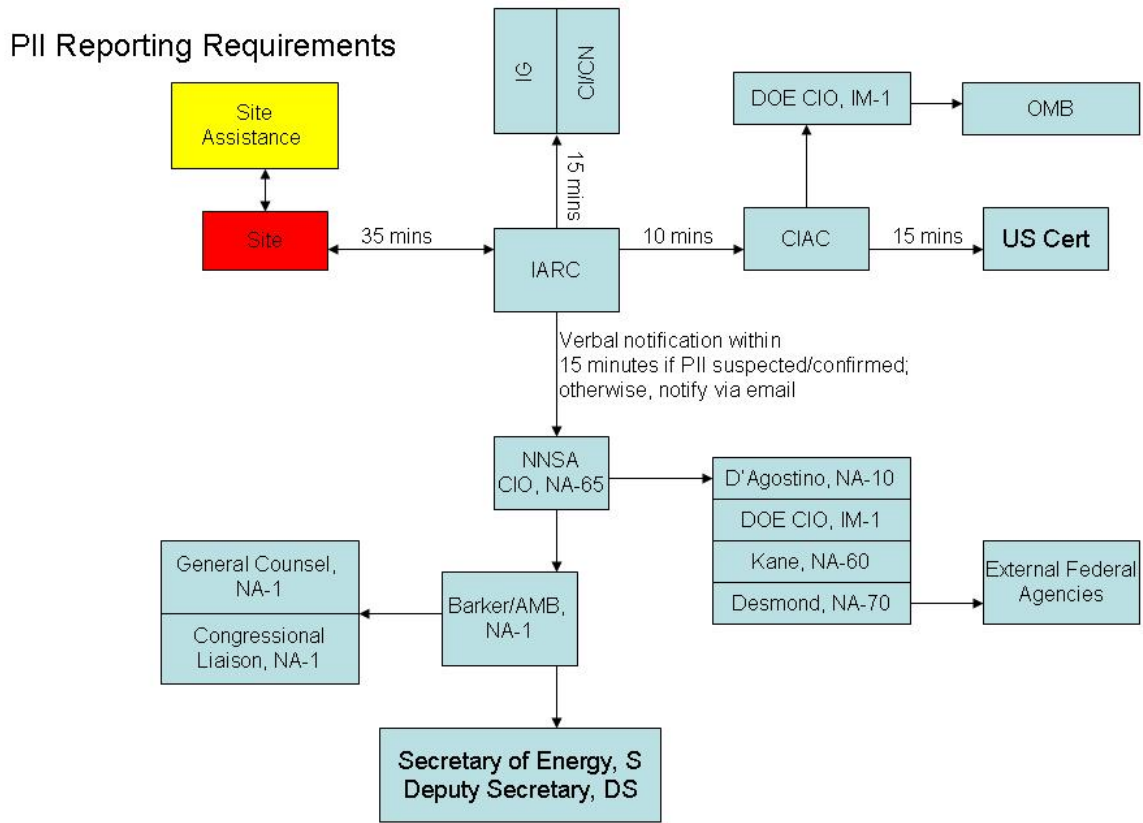 PII Reporting Requirements
Site
Assistance
Site
35 mins
IG
CI/CN
15 mins
IARC
10 mins
CIAC
DOE CIO, IM-1
OMB
15 mins
US Cert
Verbal notification within
15 minutes if PII suspected/confirmed;
otherwise, notify via email
NNSA
CIO, NA-65
D'Agostino, NA-10
DOE CIO, IM-1
Kane, NA-60
Desmond, NA-70
External Federal
Agencies
Barker/AMB,
NA-1
General Counsel,
NA-1
Congressional
Liaison, NA-1
Secretary of Energy, S
Deputy Secretary, DS